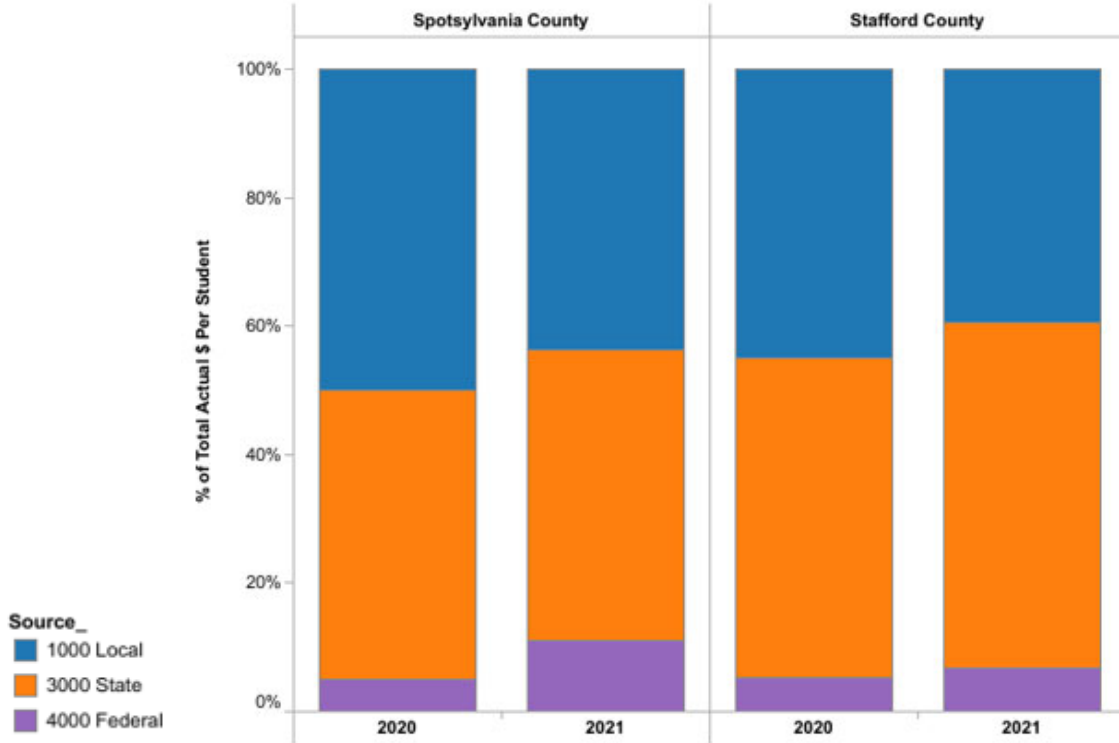 Spotsylvania County
Stafford County
100%
80%
60%
40%
20%
0%
% of Total Actual $ Per Student
2020
2021
2020
2021
Source_
1000 Local
3000 State
4000 Federal